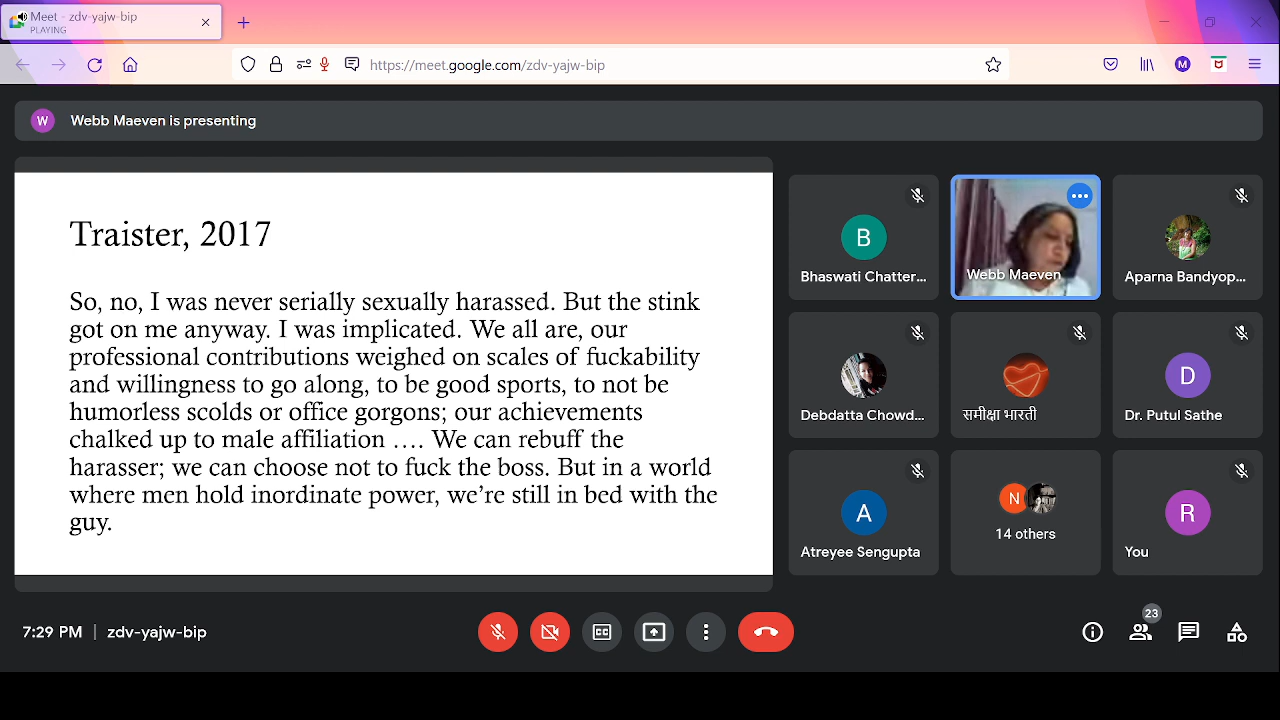 Meet - zdv-yajw-bip
PLAYING
https://meet.google.com/zdv-yajw-bip
M
W
Webb Maeven is presenting
Traister, 2017
So, no, I was never serially sexually harassed. But the stink
got on me anyway. I was implicated. We all are, our
professional contributions weighed on scales of fuckability
and willingness to go along, to be good sports, to not be
humorless scolds or office gorgons; our achievements
chalked up to male affiliation …. We can rebuff the
harasser; we can choose not to fuck the boss. But in a world
where men hold inordinate power, we’re still in bed with the
guy.
B
Bhaswati Chatter...
Webb Maeven
Aparna Bandyop...
Debdatta Chowd...
समीक्षा भारती
D
Dr. Putul Sathe
A
Atreyee Sengupta
N
14 others
R
You
7:29 PM | zdv-yajw-bip
CC
23